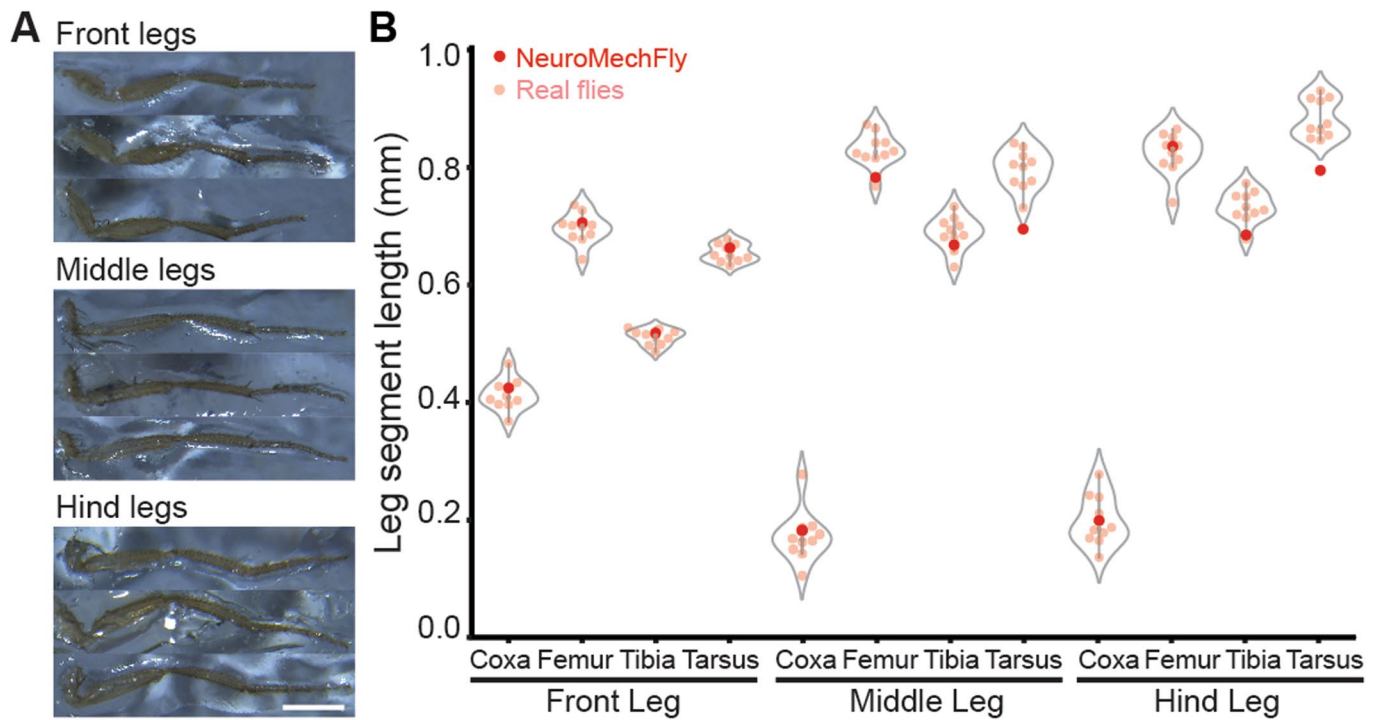 A
Front legs
Middle legs
Hind legs
B
NeuroMechFly
Real flies
Leg segment length (mm)
1.0
0.8
0.6
0.4
0.2
0.0
Coxa Femur Tibia Tarsus Coxa Femur Tibia Tarsus Coxa Femur Tibia Tarsus
Front Leg Middle Leg Hind Leg